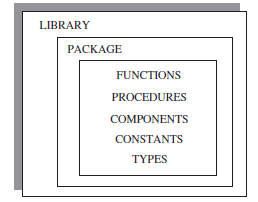 LIBRARY
PACKAGE
FUNCTIONS
PROCEDURES
COMPONENTS
CONSTANTS
TYPES